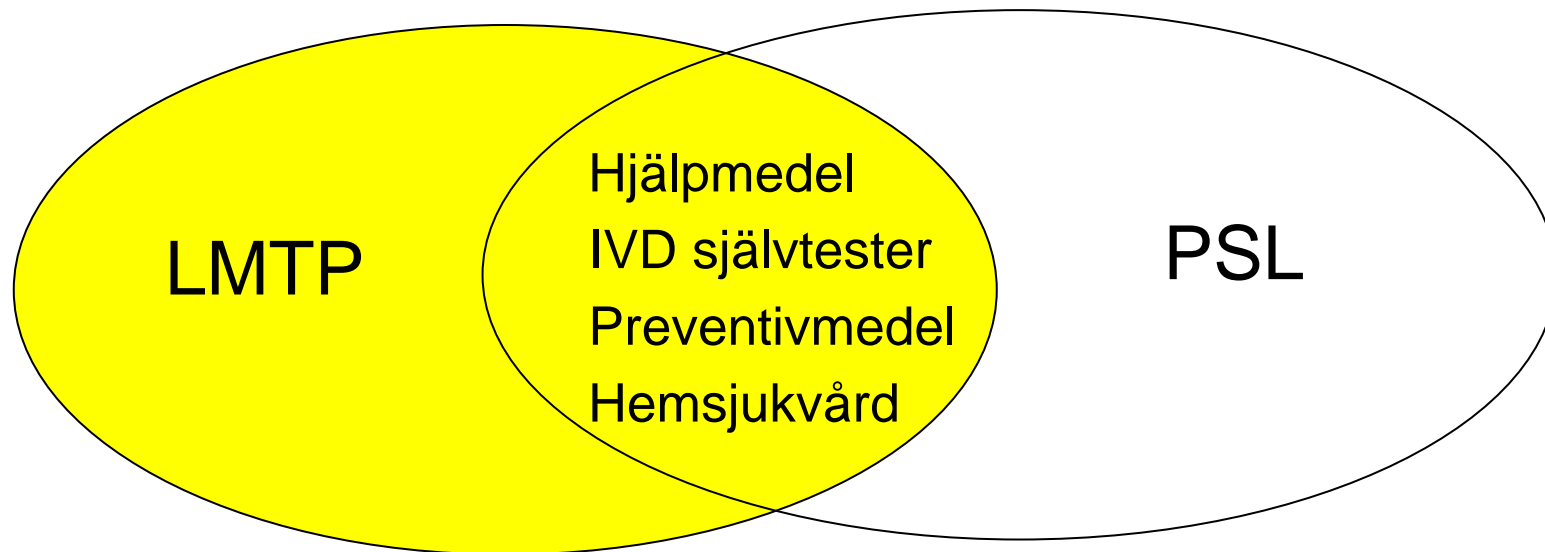 LMTP
Hjälpmedel
IVD självtester
Preventivmedel
Hemsjukvård
PSL